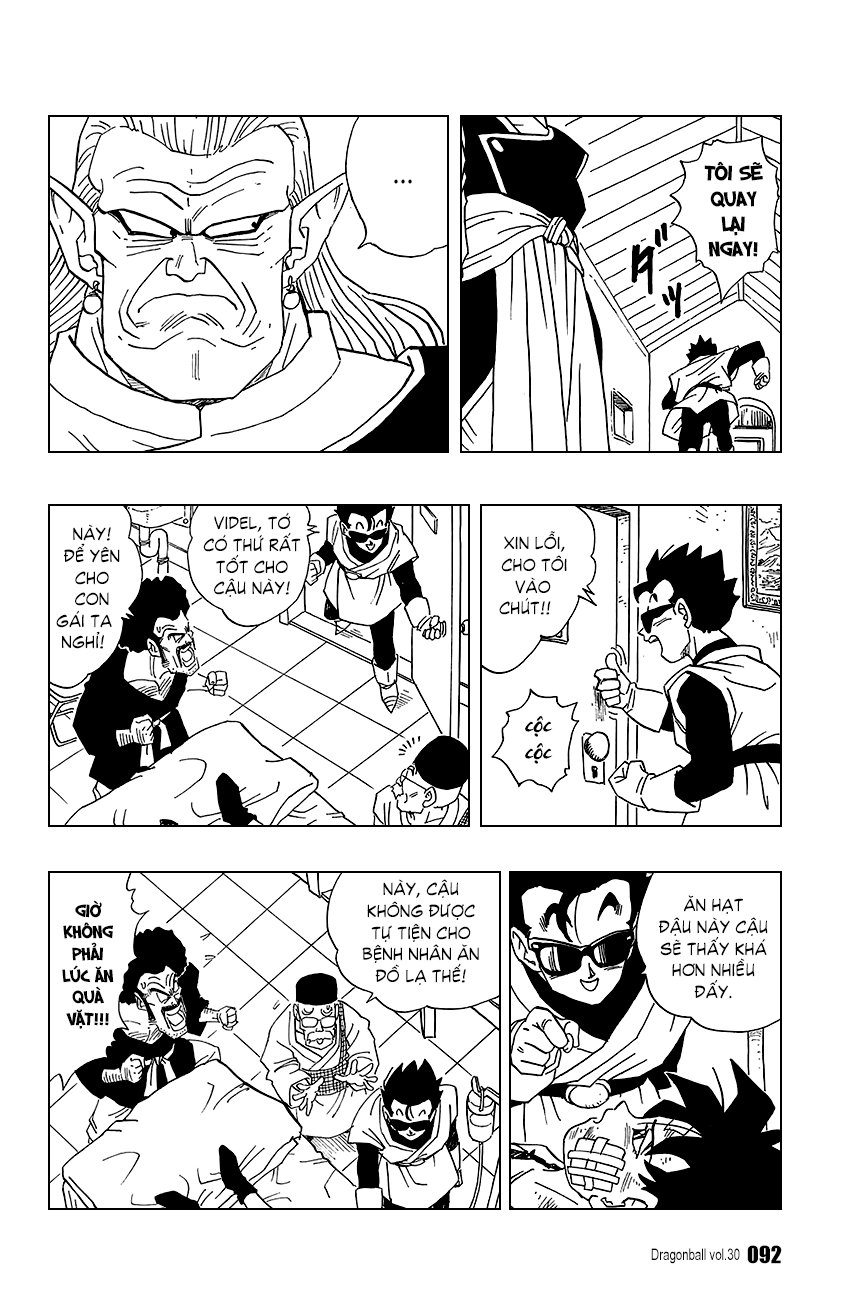 TÔI SẼ
QUAY
LẠI
NGAY!
ダッ
...
XIN LỖI,
CHO TÔI
VÀO
CHÚT!!
CỘC
CỘC
VIDEL, TỚ
CÓ THỨ RẤT
TỐT CHO
CẬU NÀY!
NÀY!
ĐỂ YÊN
CHO
CON
GÁI TA
NGHỈ!
ĂN HẠT
ĐẬU NÀY CẬU
SẼ THẤY KHÁ
HƠN NHIỀU
ĐẤY.
NÀY, CẬU
KHÔNG ĐƯỢC
TỰ TIỆN CHO
BỆNH NHÂN ĂN
ĐỒ LẠ THẾ!
GIỜ
KHÔNG
PHẢI
LÚC ĂN
QUÀ
VẶT!!!
Dragonball vol.30 092